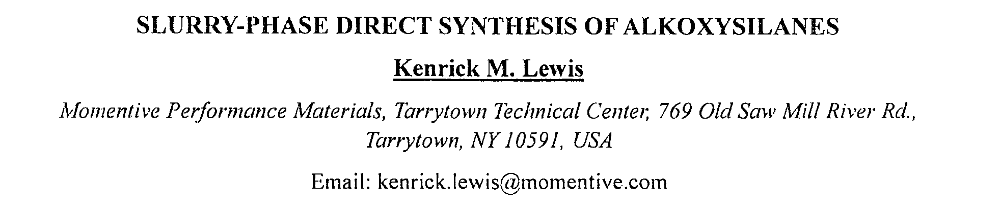 SLURRY-PHASE DIRECT SYNTHESIS OF ALKOXYSILANES
Kenrick M. Lewis
Momentive Performance Materials, Tarrytown Technical Center, 769 Old Saw Mill River Rd.,
Tarrytown, NY 10591, USA
Email: kenrick.lewis@momentive.com